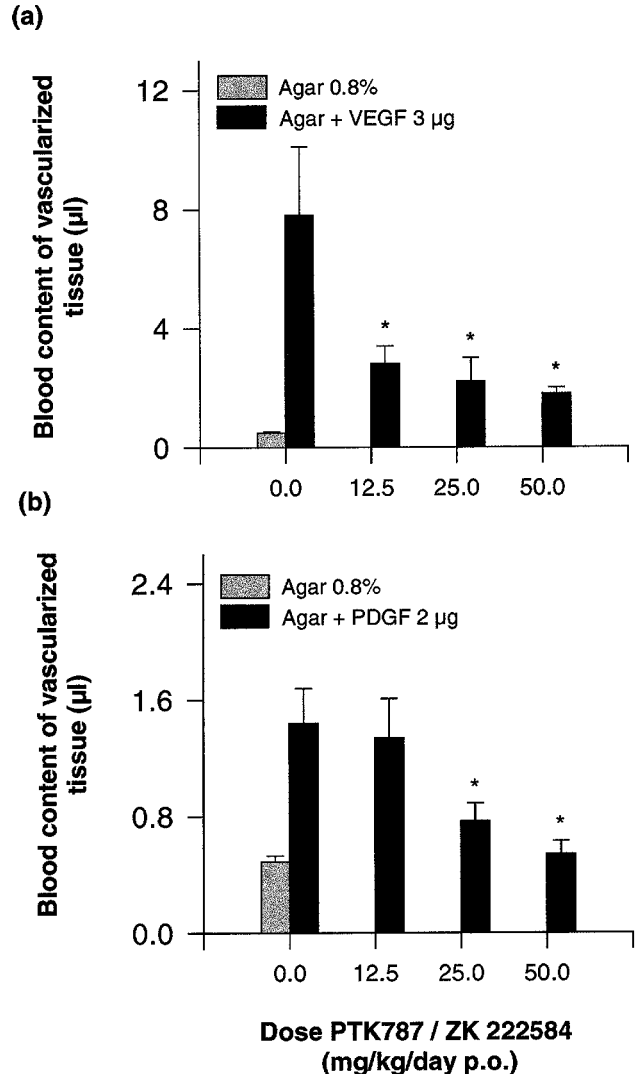 (a)
Blood content of vascularized
tissue (µl)
12
8
4
0
Agar 0.8%
Agar + VEGF 3 µg
*
*
*
0.0 12.5 25.0 50.0
(b)
Blood content of vascularized
tissue (µl)
2.4
1.6
0.8
0.0
Agar 0.8%
Agar + PDGF 2 µg
*
*
0.0 12.5 25.0 50.0
Dose PTK787 / ZK 222584
(mg/kg/day p.o.)